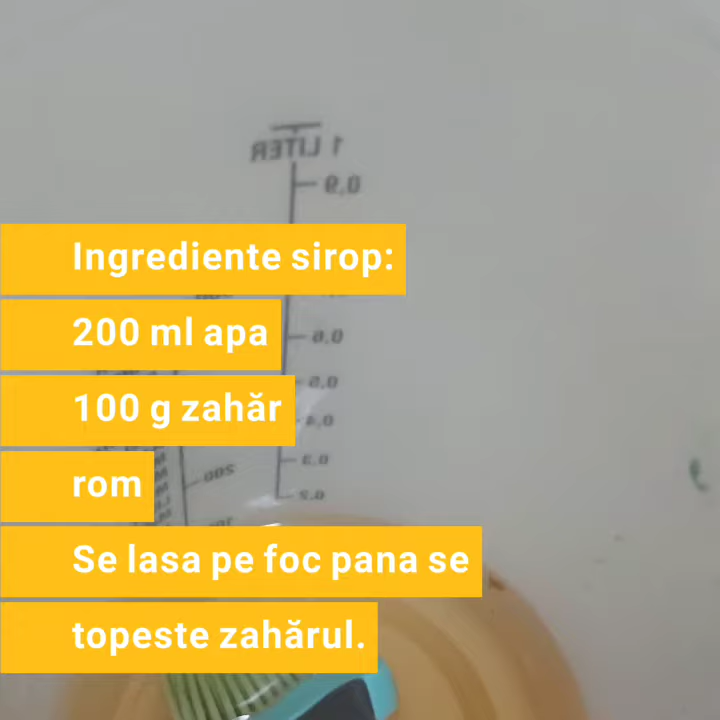 1 LITER
0,9
Ingrediente sirop:
200 ml apa
0,6
100 g zahăr
0,5
0,4
rom
200
0,3
0,2
Se lasa pe foc pana se
topeste zahărul.